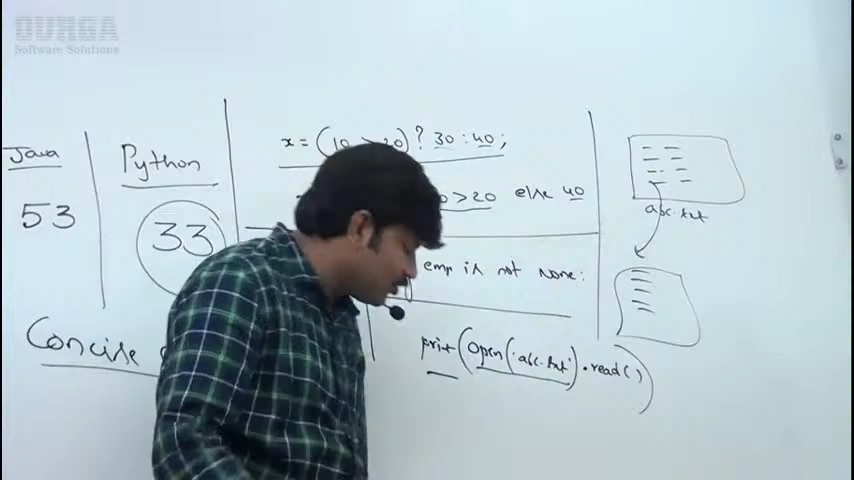 DURGA
Software Solutions
Java
53
Python
33
x = (10 > 20) ? 30 : 40;
>20 else 40
emp is not none:
print(open('abc.txt').read())
Concise
abc.txt